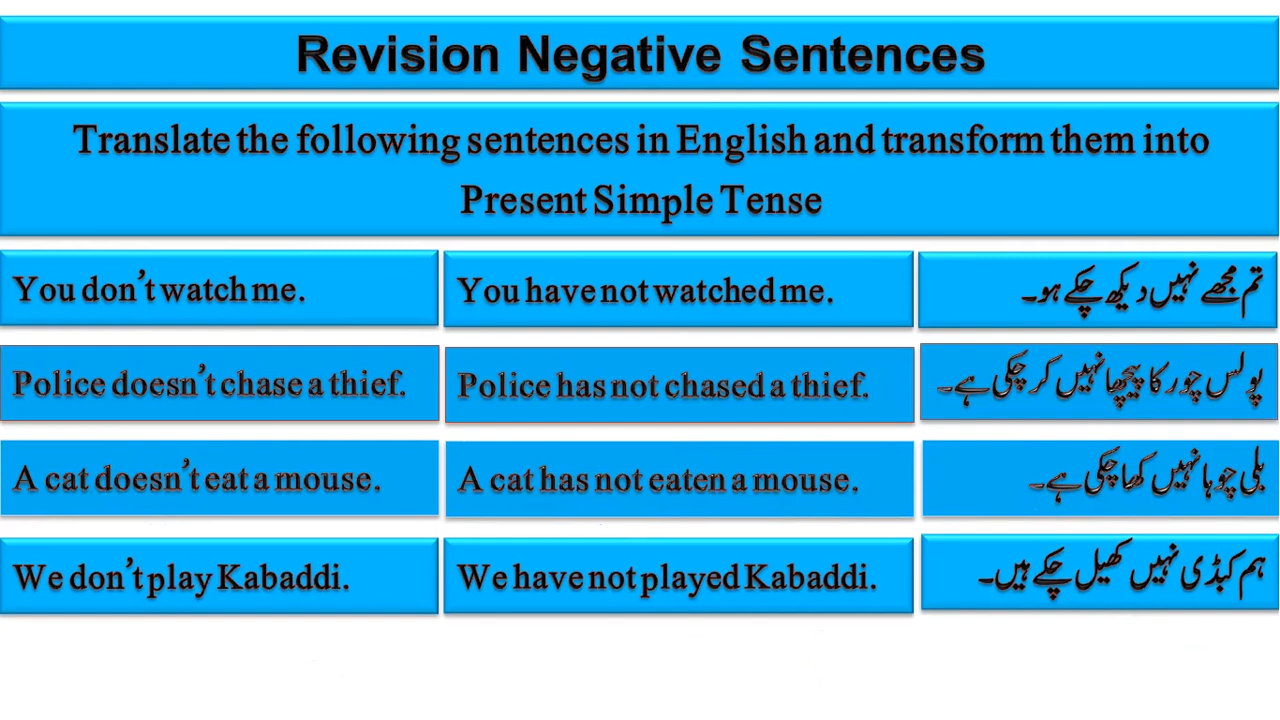 Revision Negative Sentences
Translate the following sentences in English and transform them into
Present Simple Tense
You don't watch me.
You have not watched me.
تم مجھے نہیں دیکھ چکے ہو۔
Police doesn't chase a thief.
Police has not chased a thief.
پولس چور کا پیچھا نہیں کر چکی ہے۔
A cat doesn't eat a mouse.
A cat has not eaten a mouse.
بلی چوہا نہیں کھا چکی ہے۔
We don't play Kabaddi.
We have not played Kabaddi.
ہم کبڈی نہیں کھیل چکے ہیں۔